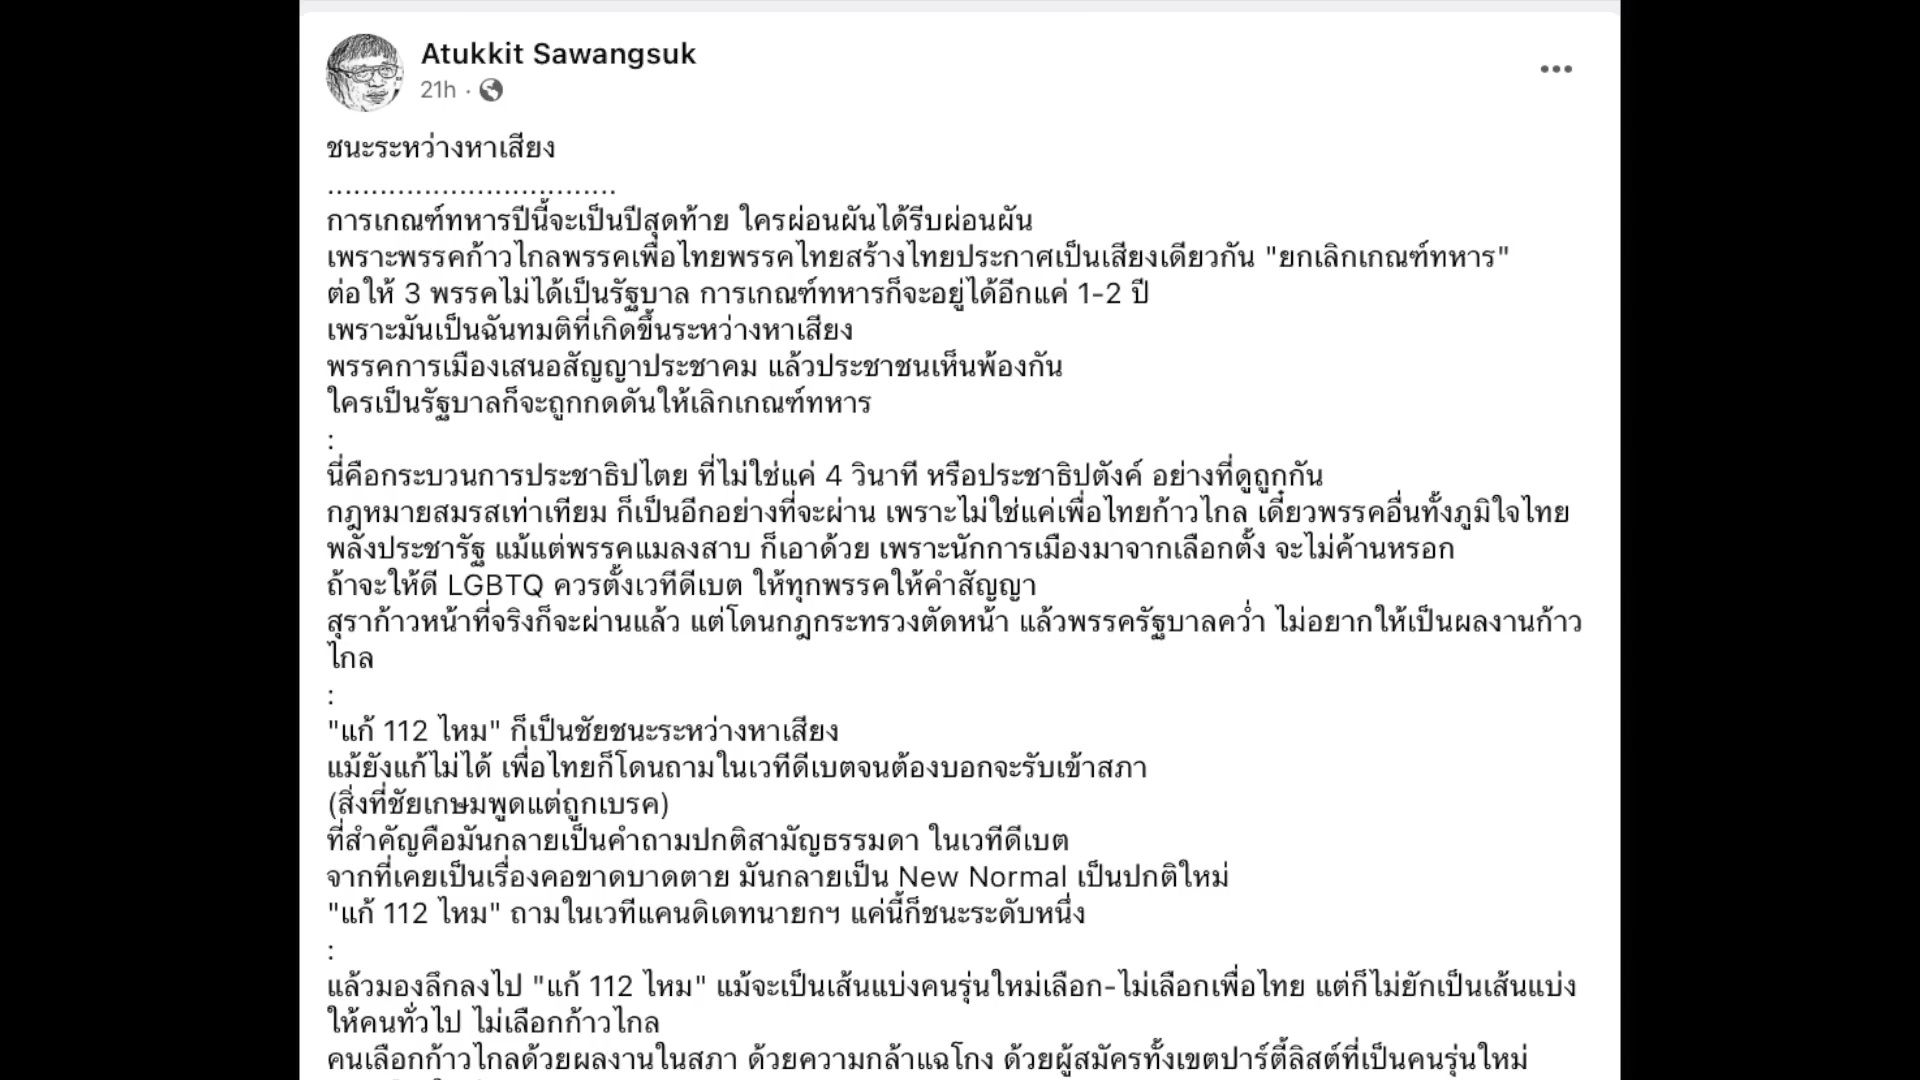 Atukkit Sawangsuk
21h ·
ชนะระหว่างหาเสียง
.................................
การเกณฑ์ทหารปีนี้จะเป็นปีสุดท้าย ใครผ่อนผันได้รีบผ่อนผัน
เพราะพรรคก้าวไกลพรรคเพื่อไทยพรรคไทยสร้างไทยประกาศเป็นเสียงเดียวกัน "ยกเลิกเกณฑ์ทหาร"
ต่อให้ 3 พรรคไม่ได้เป็นรัฐบาล การเกณฑ์ทหารก็จะอยู่ได้อีกแค่ 1-2 ปี
เพราะมันเป็นฉันทมติที่เกิดขึ้นระหว่างหาเสียง
พรรคการเมืองเสนอสัญญาประชาคม แล้วประชาชนเห็นพ้องกัน
ใครเป็นรัฐบาลก็จะถูกกดดันให้เลิกเกณฑ์ทหาร
:
นี่คือกระบวนการประชาธิปไตย ที่ไม่ใช่แค่ 4 วินาที หรือประชาธิปตังค์ อย่างที่ดูถูกกัน
กฎหมายสมรสเท่าเทียม ก็เป็นอีกอย่างที่จะผ่าน เพราะไม่ใช่แค่เพื่อไทยก้าวไกล เดี๋ยวพรรคอื่นทั้งภูมิใจไทย
พลังประชารัฐ แม้แต่พรรคแมลงสาบ ก็เอาด้วย เพราะนักการเมืองมาจากเลือกตั้ง จะไม่ค้านหรอก
ถ้าจะให้ดี LGBTQ ควรตั้งเวทีดีเบต ให้ทุกพรรคให้คำสัญญา
สุราก้าวหน้าที่จริงก็จะผ่านแล้ว แต่โดนกฎกระทรวงตัดหน้า แล้วพรรครัฐบาลคว่ำ ไม่อยากให้เป็นผลงานก้าว
ไกล
:
"แก้ 112 ไหม" ก็เป็นชัยชนะระหว่างหาเสียง
แม้ยังแก้ไม่ได้ เพื่อไทยก็โดนถามในเวทีดีเบตจนต้องบอกจะรับเข้าสภา
(สิ่งที่ชัยเกษมพูดแต่ถูกเบรค)
ที่สำคัญคือมันกลายเป็นคำถามปกติสามัญธรรมดา ในเวทีดีเบต
จากที่เคยเป็นเรื่องคอขาดบาดตาย มันกลายเป็น New Normal เป็นปกติใหม่
"แก้ 112 ไหม" ถามในเวทีแคนดิเดทนายกฯ แค่นี้ก็ชนะระดับหนึ่ง
:
แล้วมองลึกลงไป "แก้ 112 ไหม" แม้จะเป็นเส้นแบ่งคนรุ่นใหม่เลือก-ไม่เลือกเพื่อไทย แต่ก็ไม่ยักเป็นเส้นแบ่ง
ให้คนทั่วไป ไม่เลือกก้าวไกล
คนเลือกก้าวไกลด้วยผลงานในสภา ด้วยความกล้าแฉโกง ด้วยผู้สมัครทั้งเขตปาร์ตี้ลิสต์ที่เป็นคนรุ่นใหม่